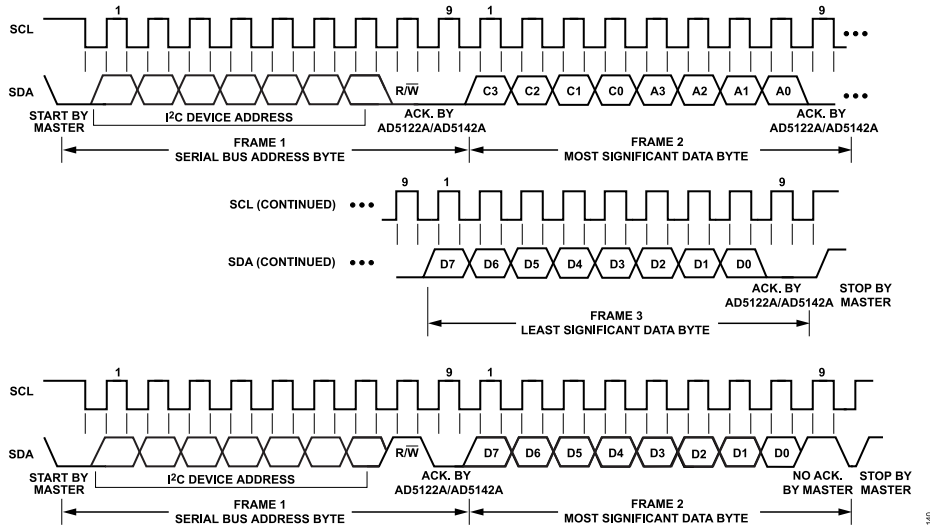 1 9 1 9
SCL •••
SDA R/W̅ C3 C2 C1 C0 A3 A2 A1 A0 •••
START BY MASTER
I²C DEVICE ADDRESS
ACK. BY AD5122A/AD5142A
ACK. BY AD5122A/AD5142A
FRAME 1
SERIAL BUS ADDRESS BYTE
FRAME 2
MOST SIGNIFICANT DATA BYTE
9 1 9
SCL (CONTINUED) •••
SDA (CONTINUED) ••• D7 D6 D5 D4 D3 D2 D1 D0
ACK. BY AD5122A/AD5142A
STOP BY MASTER
FRAME 3
LEAST SIGNIFICANT DATA BYTE
1 9 1 9
SCL
SDA R/W̅ D7 D6 D5 D4 D3 D2 D1 D0
START BY MASTER
I²C DEVICE ADDRESS
ACK. BY AD5122A/AD5142A
NO ACK. BY MASTER
STOP BY MASTER
FRAME 1
SERIAL BUS ADDRESS BYTE
FRAME 2
MOST SIGNIFICANT DATA BYTE